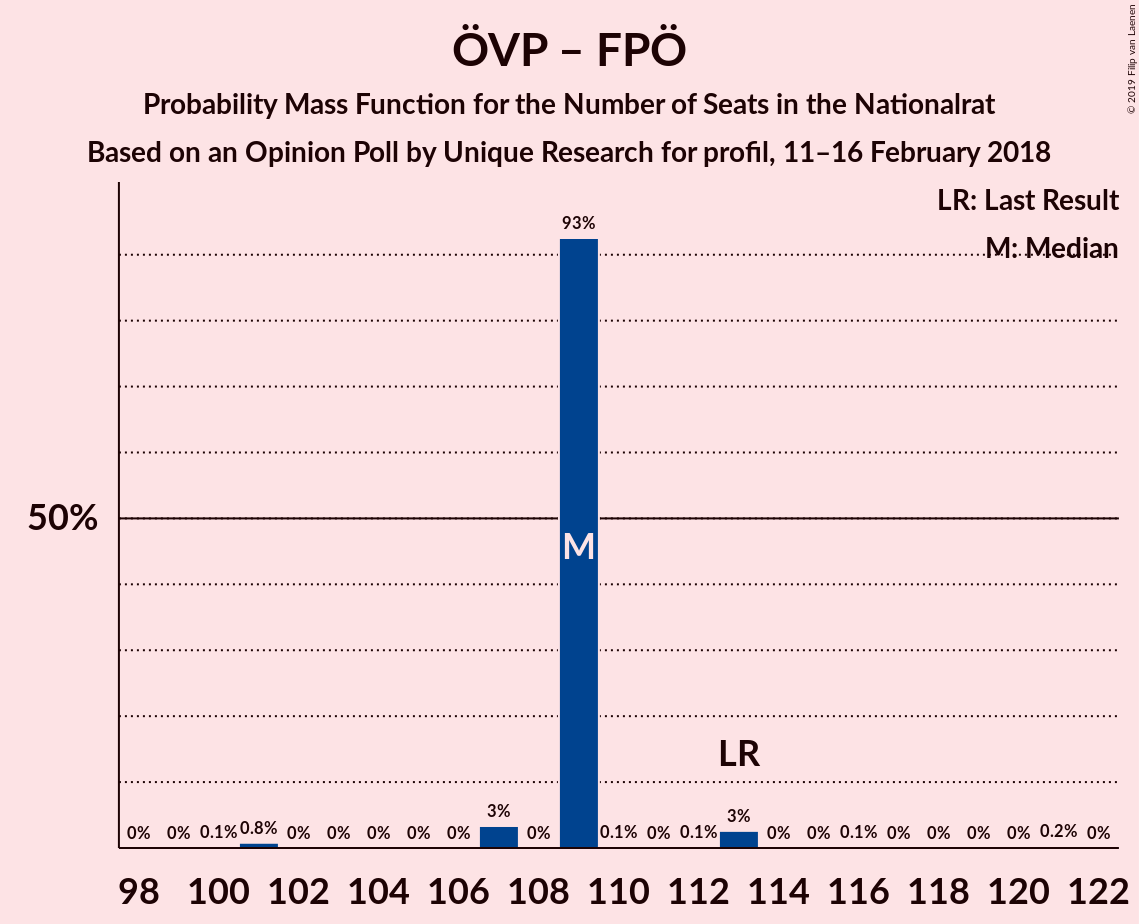 ÖVP – FPÖ
Probability Mass Function for the Number of Seats in the Nationalrat
Based on an Opinion Poll by Unique Research for profil, 11–16 February 2018
© 2019 Filip van Laenen
LR: Last Result
M: Median
93%
50%
M
LR
0% 0% 0.1% 0.8% 0% 0% 0% 0% 0% 3% 0% 0.1% 0% 0.1% 3% 0% 0% 0.1% 0% 0% 0% 0% 0.2% 0%
98 100 102 104 106 108 110 112 114 116 118 120 122